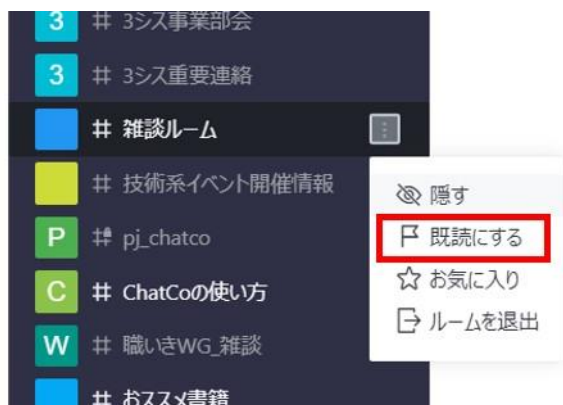 3 # 3シス事業部会
3 # 3シス重要連絡
# 雑談ルーム
# 技術系イベント開催情報
隠す
P # pj_chatco
既読にする
C # ChatCoの使い方
お気に入り
W # 職いきWG_雑談
ルームを退出
# おススメ書籍